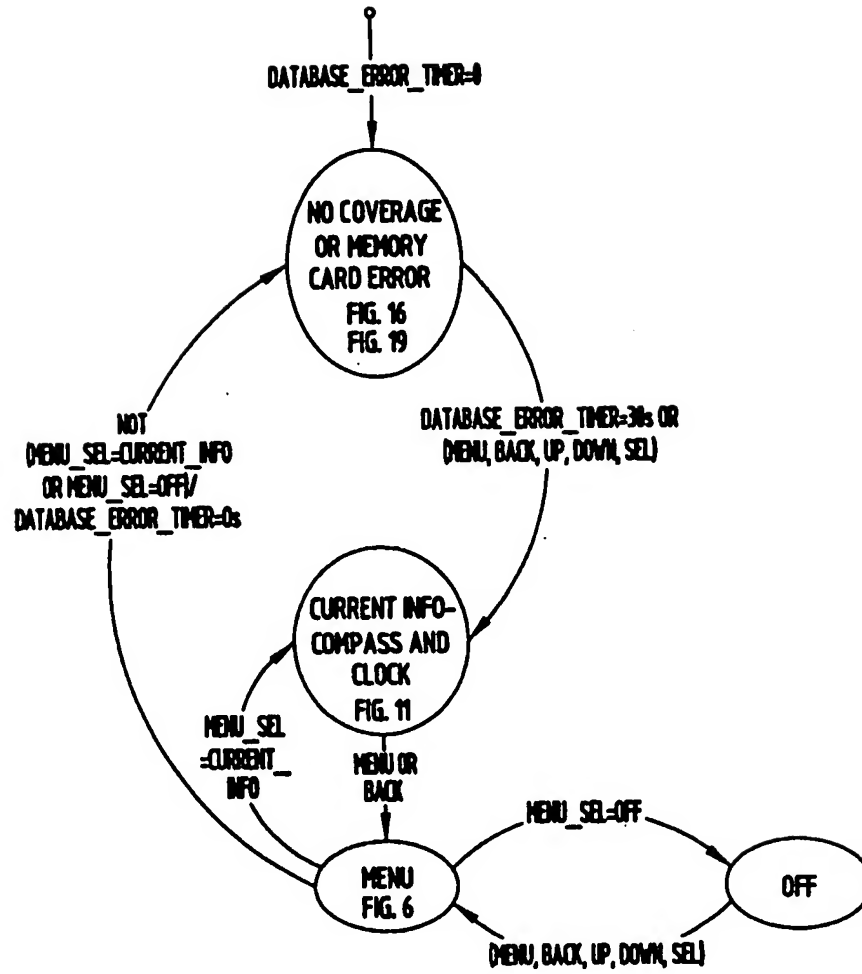 DATABASE_ERROR_TIMER=0
NO COVERAGE
OR MEMORY
CARD ERROR
FIG. 16
FIG. 19
NOT
(MENU_SEL=CURRENT_INFO
OR MENU_SEL=OFF)/
DATABASE_ERROR_TIMER=0s
DATABASE_ERROR_TIMER=30s OR
(MENU, BACK, UP, DOWN, SEL)
CURRENT INFO-
COMPASS AND
CLOCK
FIG. 11
MENU_SEL
=CURRENT_
INFO
MENU OR
BACK
MENU_SEL=OFF
MENU
FIG. 6
OFF
(MENU, BACK, UP, DOWN, SEL)